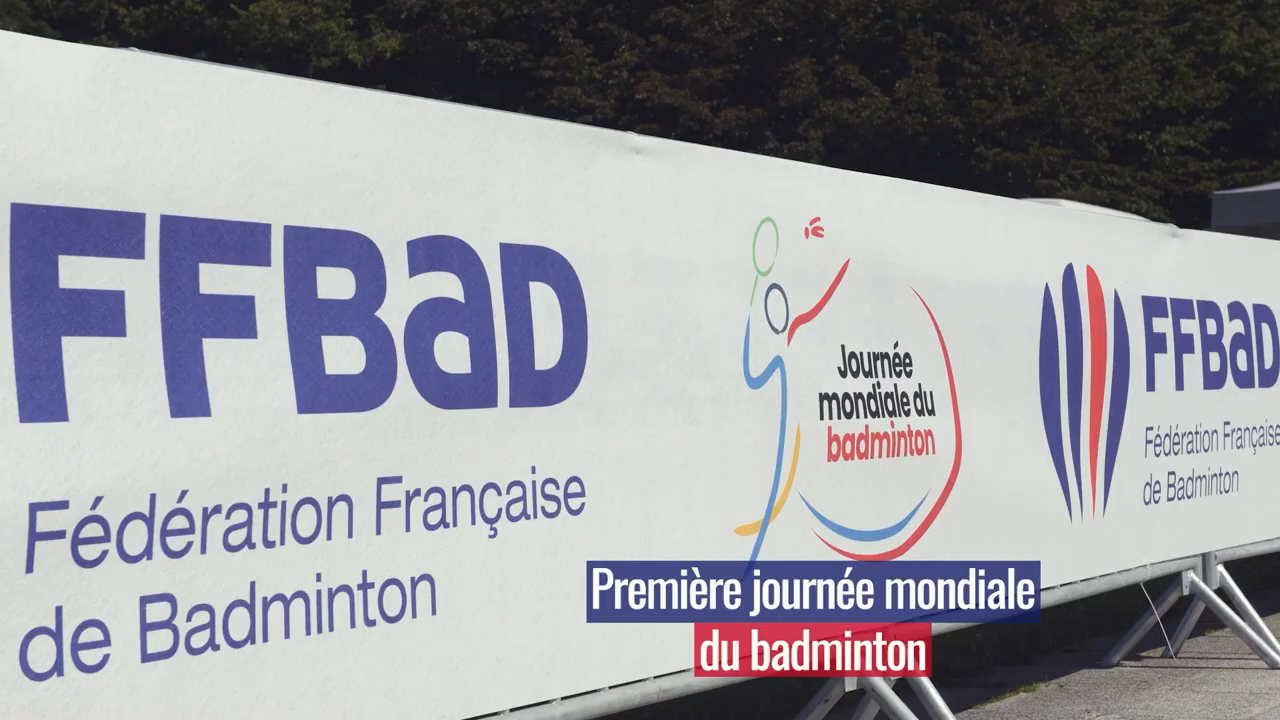 FFBaD
Fédération Française
de Badminton
Journée
mondiale du
badminton
FFBaD
Fédération Française
de Badminton
Première journée mondiale
du badminton